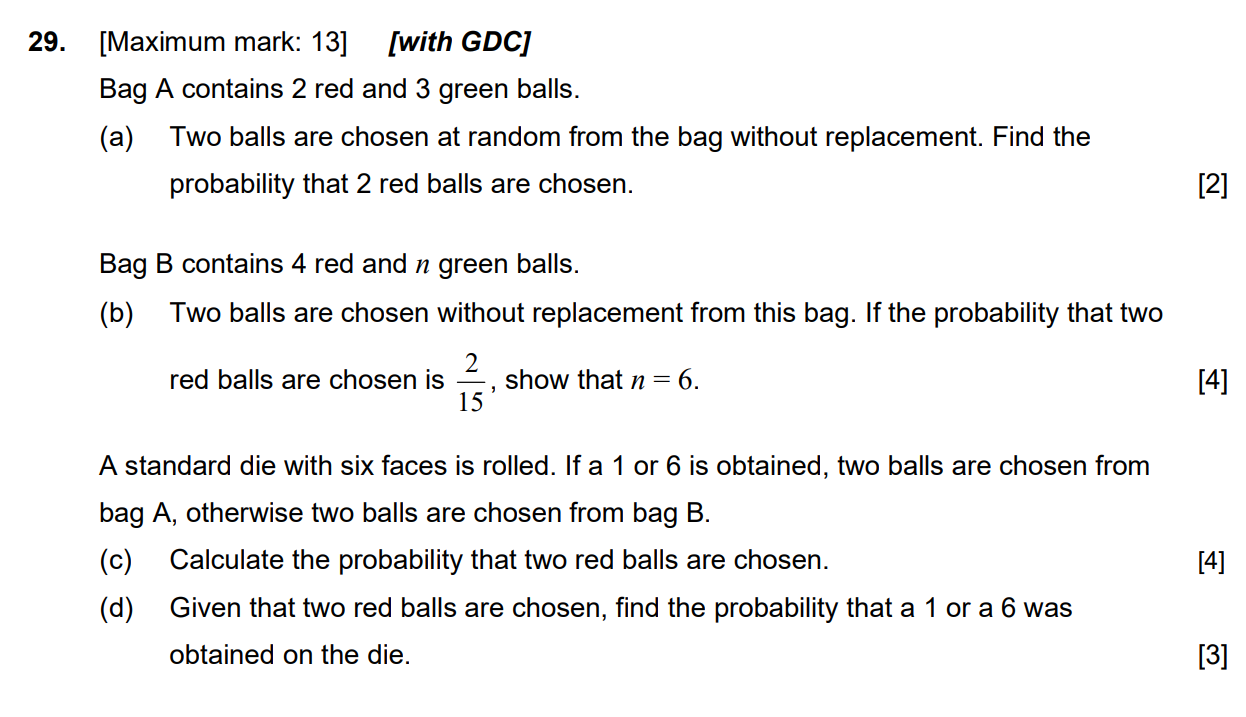 29. [Maximum mark: 13] [with GDC]
Bag A contains 2 red and 3 green balls.
(a) Two balls are chosen at random from the bag without replacement. Find the
probability that 2 red balls are chosen. [2]
Bag B contains 4 red and n green balls.
(b) Two balls are chosen without replacement from this bag. If the probability that two
red balls are chosen is 2/15, show that n = 6. [4]
A standard die with six faces is rolled. If a 1 or 6 is obtained, two balls are chosen from
bag A, otherwise two balls are chosen from bag B.
(c) Calculate the probability that two red balls are chosen. [4]
(d) Given that two red balls are chosen, find the probability that a 1 or a 6 was
obtained on the die. [3]